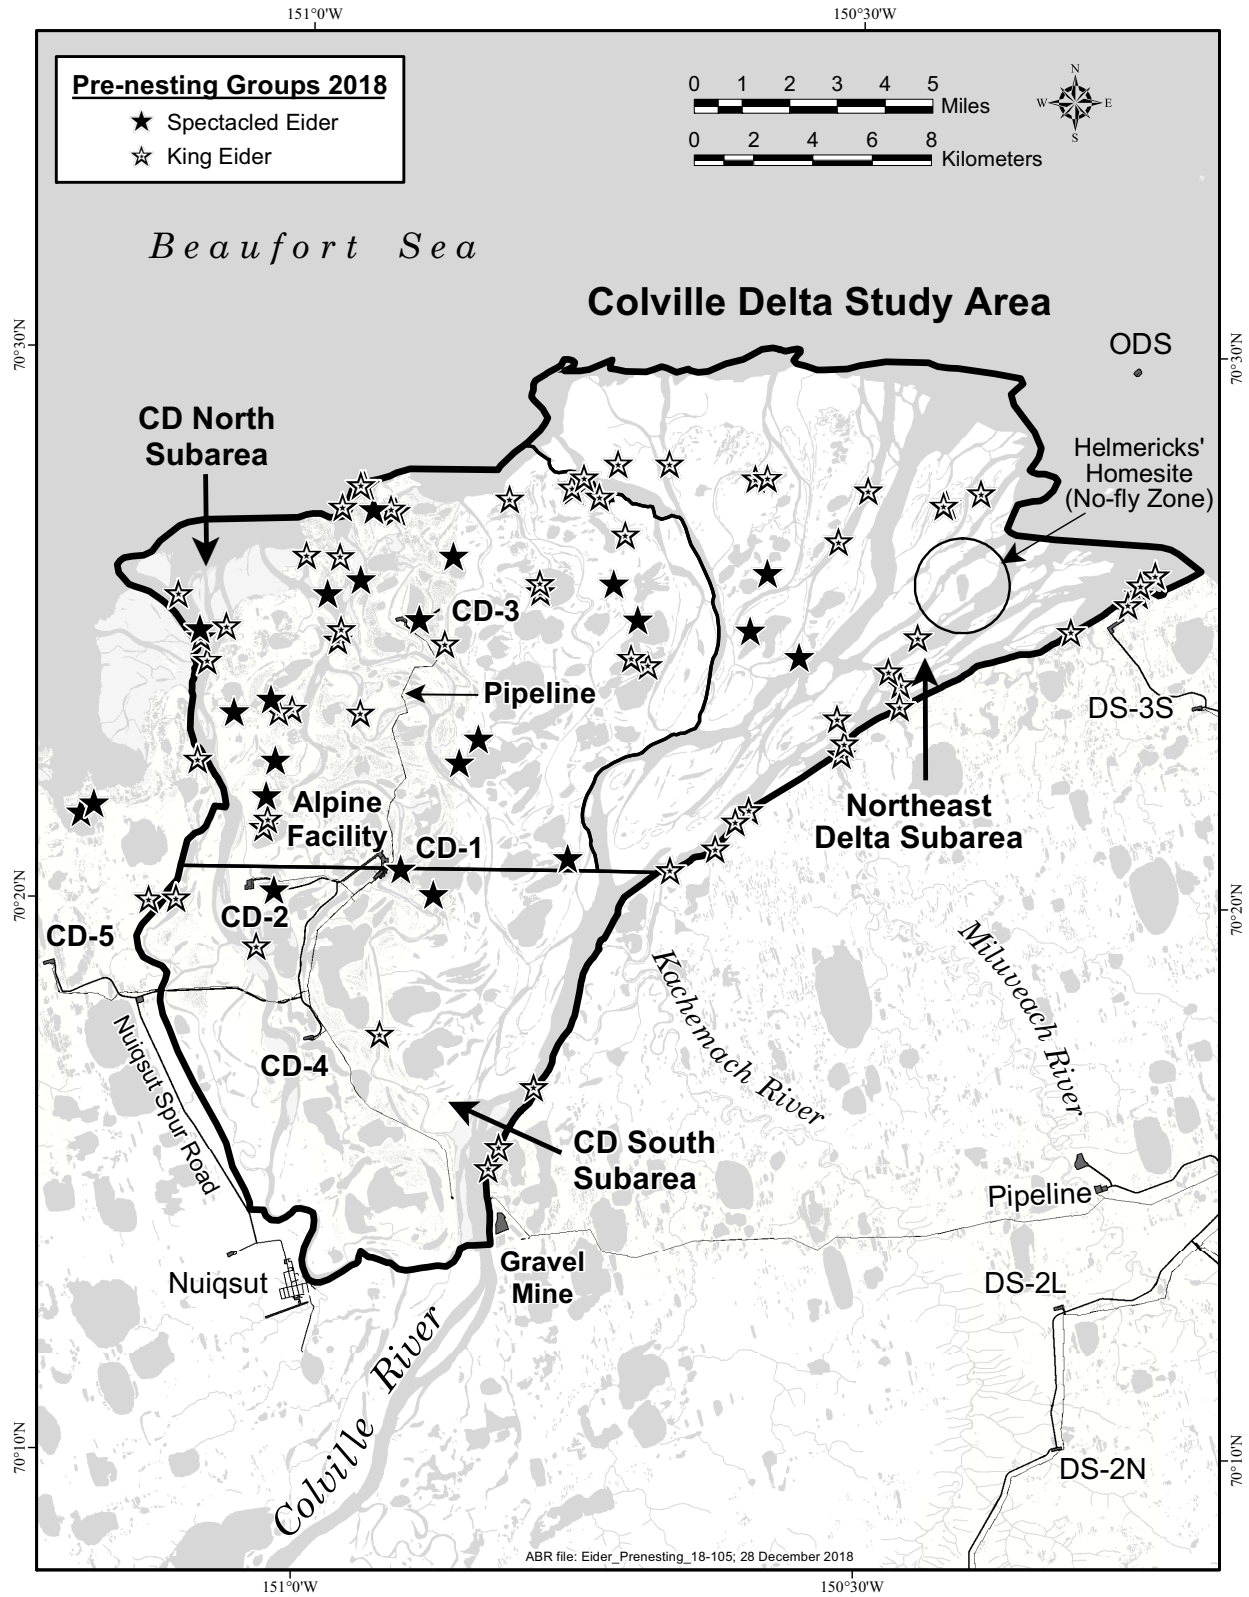 151°0'W
150°30'W
Pre-nesting Groups 2018
Spectacled Eider
King Eider
0 1 2 3 4 5
Miles
0 2 4 6 8
Kilometers
N
W E
S
Beaufort Sea
Colville Delta Study Area
70°30'N
70°30'N
ODS
CD North
Subarea
Helmericks'
Homesite
(No-fly Zone)
CD-3
Pipeline
DS-3S
Alpine
Facility
Northeast
Delta Subarea
CD-1
70°20'N
70°20'N
CD-2
CD-5
Kachemach River
Miluveach River
Nuiqsut Spur Road
CD-4
CD South
Subarea
Pipeline
Gravel
Mine
Nuiqsut
DS-2L
Colville River
70°10'N
70°10'N
DS-2N
ABR file: Eider_Prenesting_18-105; 28 December 2018
151°0'W
150°30'W